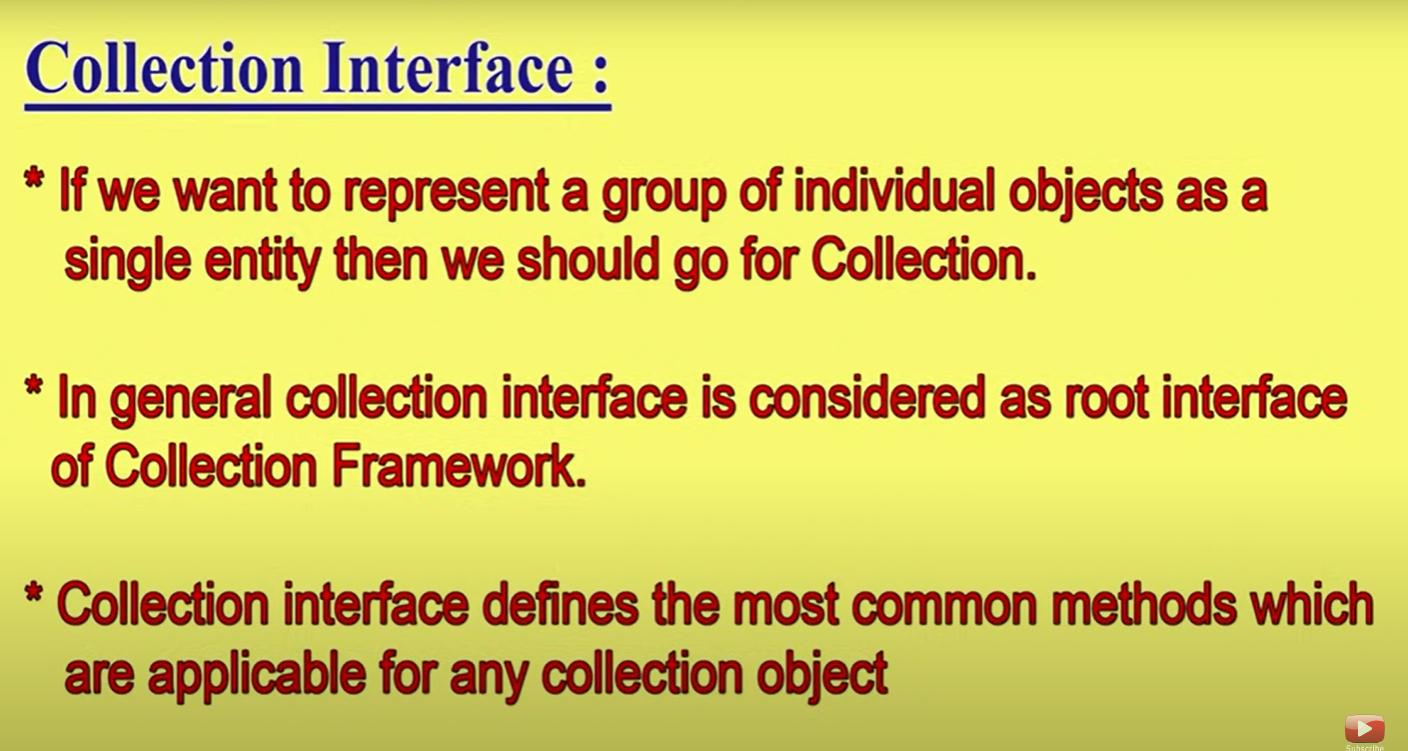 Collection Interface :
* If we want to represent a group of individual objects as a
single entity then we should go for Collection.
* In general collection interface is considered as root interface
of Collection Framework.
* Collection interface defines the most common methods which
are applicable for any collection object
Subscribe